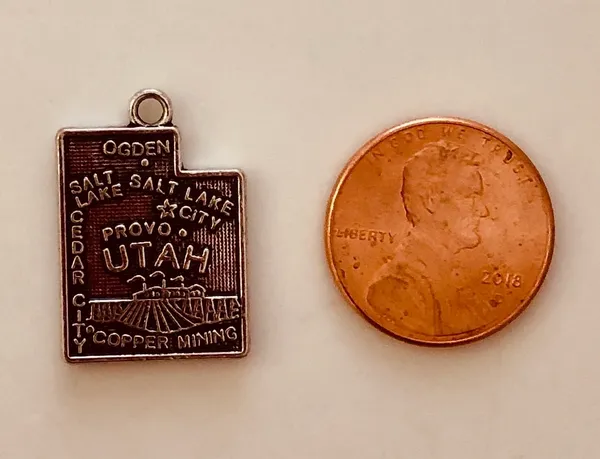 OGDEN
SALT
LAKE
SALT LAKE
CITY
PROVO
UTAH
CEDAR CITY
COPPER MINING
IN GOD WE TRUST
LIBERTY
2018